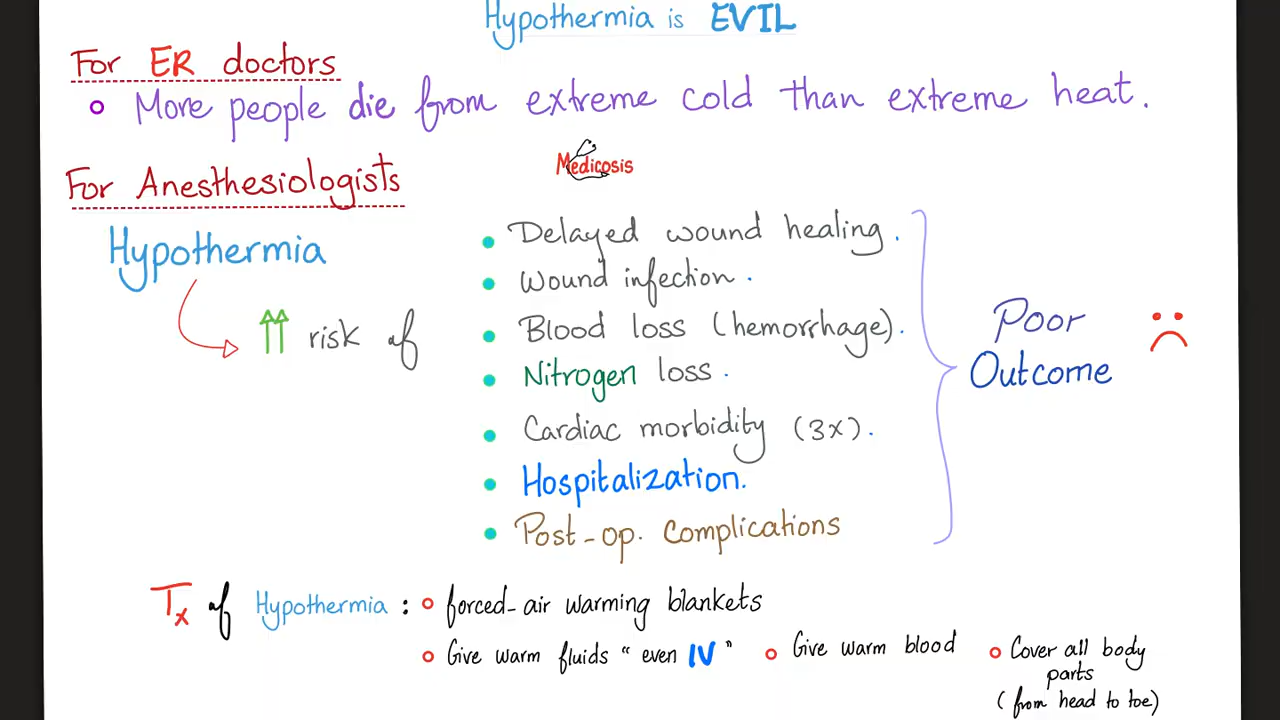 Hypothermia is EVIL
For ER doctors
More people die from extreme cold than extreme heat.
Medicosis
For Anesthesiologists
Hypothermia
risk of
Delayed wound healing.
Wound infection.
Blood loss (hemorrhage).
Nitrogen loss.
Cardiac morbidity (3x).
Hospitalization.
Post-op. Complications
Poor
Outcome
Tx of Hypothermia: forced-air warming blankets
Give warm fluids "even IV"
Give warm blood
Cover all body
parts
(from head to toe)